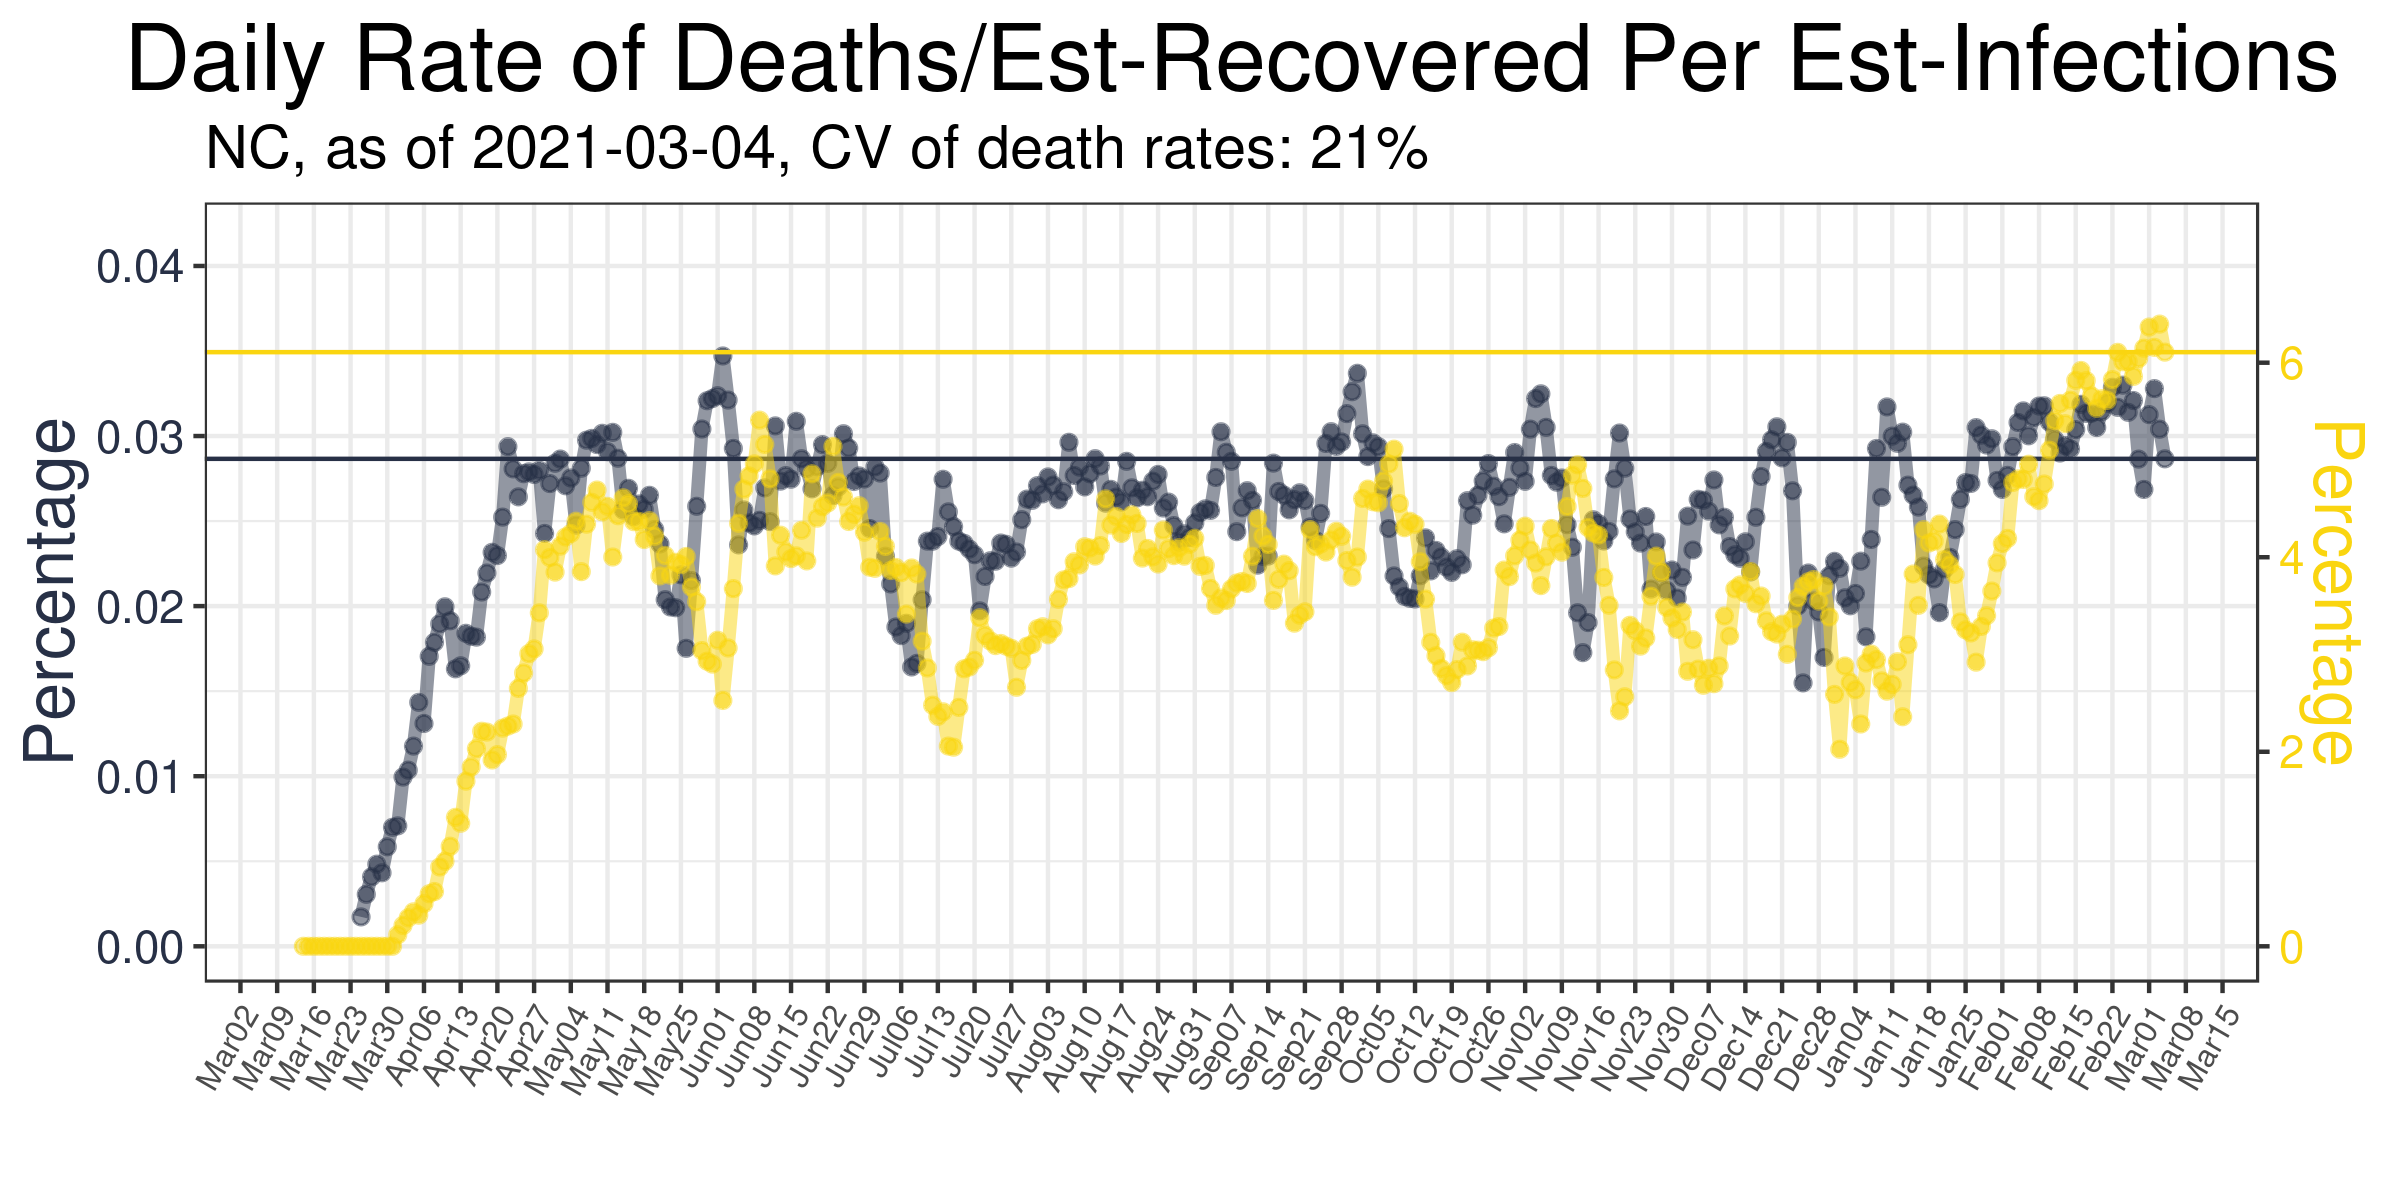 Daily Rate of Deaths/Est-Recovered Per Est-Infections
NC, as of 2021-03-04, CV of death rates: 21%
Percentage
0.04
0.03
0.02
0.01
0.00
Percentage
6
4
2
0
Mar02
Mar09
Mar16
Mar23
Mar30
Apr06
Apr13
Apr20
Apr27
May04
May11
May18
May25
Jun01
Jun08
Jun15
Jun22
Jun29
Jul06
Jul13
Jul20
Jul27
Aug03
Aug10
Aug17
Aug24
Aug31
Sep07
Sep14
Sep21
Sep28
Oct05
Oct12
Oct19
Oct26
Nov02
Nov09
Nov16
Nov23
Nov30
Dec07
Dec14
Dec21
Dec28
Jan04
Jan11
Jan18
Jan25
Feb01
Feb08
Feb15
Feb22
Mar01
Mar08
Mar15